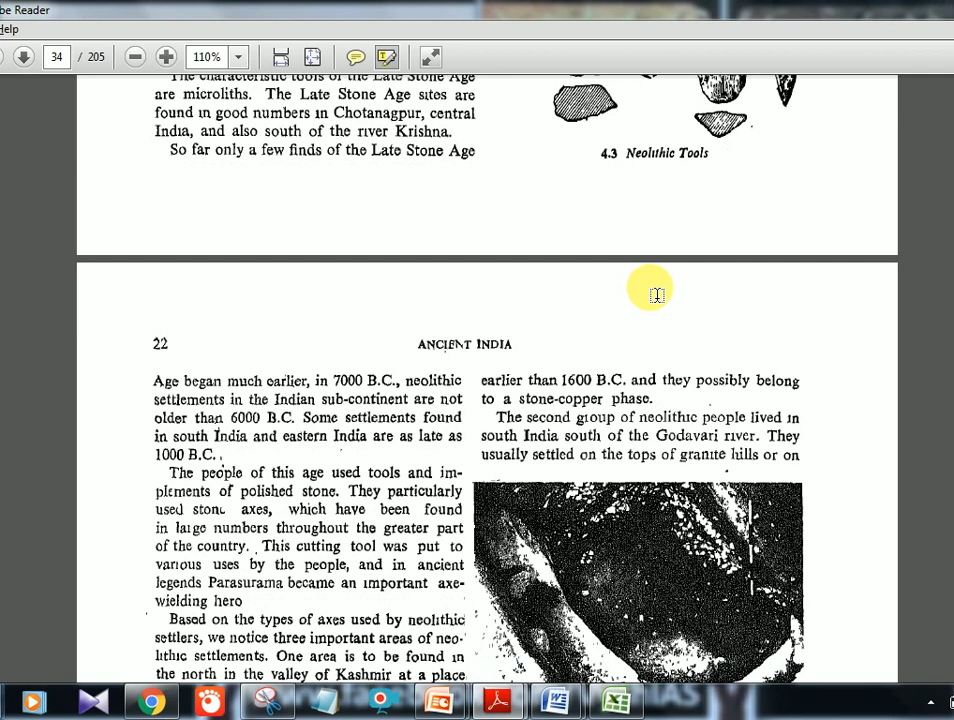 be Reader
Help
34 / 205
110%
The characteristic tools of the Late Stone Age
are microliths. The Late Stone Age sites are
found in good numbers in Chotanagpur, central
India, and also south of the river Krishna.
So far only a few finds of the Late Stone Age
4.3 Neolithic Tools
22
ANCIENT INDIA
Age began much earlier, in 7000 B.C., neolithic
settlements in the Indian sub-continent are not
older than 6000 B.C. Some settlements found
in south India and eastern India are as late as
1000 B.C.
The people of this age used tools and im-
plements of polished stone. They particularly
used stone axes, which have been found
in large numbers throughout the greater part
of the country. This cutting tool was put to
various uses by the people, and in ancient
legends Parasurama became an important axe-
wielding hero
Based on the types of axes used by neolithic
settlers, we notice three important areas of neo-
lithic settlements. One area is to be found in
the north in the valley of Kashmir at a place
earlier than 1600 B.C. and they possibly belong
to a stone-copper phase.
The second group of neolithic people lived in
south India south of the Godavari river. They
usually settled on the tops of granite hills or on